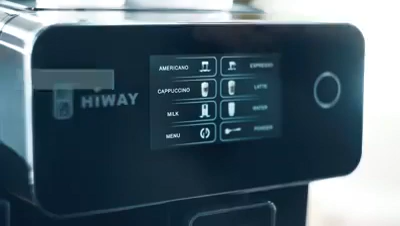 HiWAY
AMERICANO
ESPRESSO
CAPPUCCINO
LATTE
MILK
WATER
MENU
POWDER